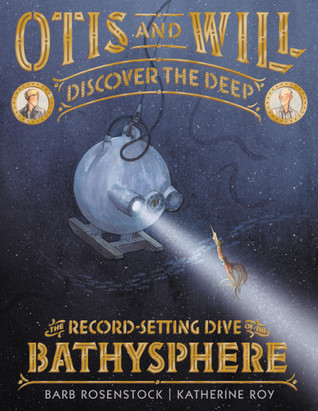 OTIS AND WILL
DISCOVER THE DEEP
THE RECORD-SETTING DIVE OF THE
BATHYSPHERE
BARB ROSENSTOCK | KATHERINE ROY